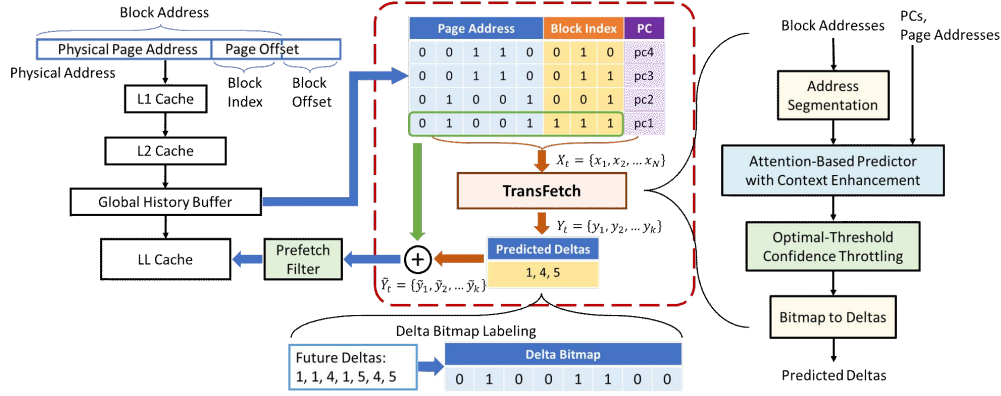 Block Address
Physical Page Address Page Offset
Physical Address
Block Index
Block Offset
L1 Cache
L2 Cache
Global History Buffer
LL Cache
Prefetch Filter
Page Address Block Index PC
0 0 1 1 0 0 1 0 pc4
0 0 1 1 0 0 1 1 pc3
0 1 0 0 1 0 0 1 pc2
0 1 0 0 1 1 1 1 pc1
X_t = {x_1, x_2, … x_N}
TransFetch
Y_t = {y_1, y_2, … y_k}
Predicted Deltas
1, 4, 5
+
Ỹ_t = {ỹ_1, ỹ_2, … ỹ_k}
Delta Bitmap Labeling
Future Deltas:
1, 1, 4, 1, 5, 4, 5
Delta Bitmap
0 1 0 0 1 1 0 0
Block Addresses
PCs,
Page Addresses
Address
Segmentation
Attention-Based Predictor
with Context Enhancement
Optimal-Threshold
Confidence Throttling
Bitmap to Deltas
Predicted Deltas